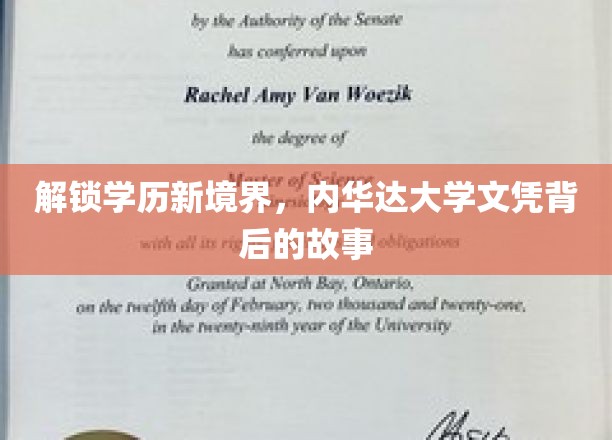 by the Authority of the Senate
has conferred upon
Rachel Amy Van Woezik
the degree of
Master of Science
解锁学历新境界，内华达大学文凭背
with all its obligations
后的故事
Granted at North Bay, Ontario,
on the twelfth day of February, two thousand and twenty-one,
in the twenty-ninth year of the University